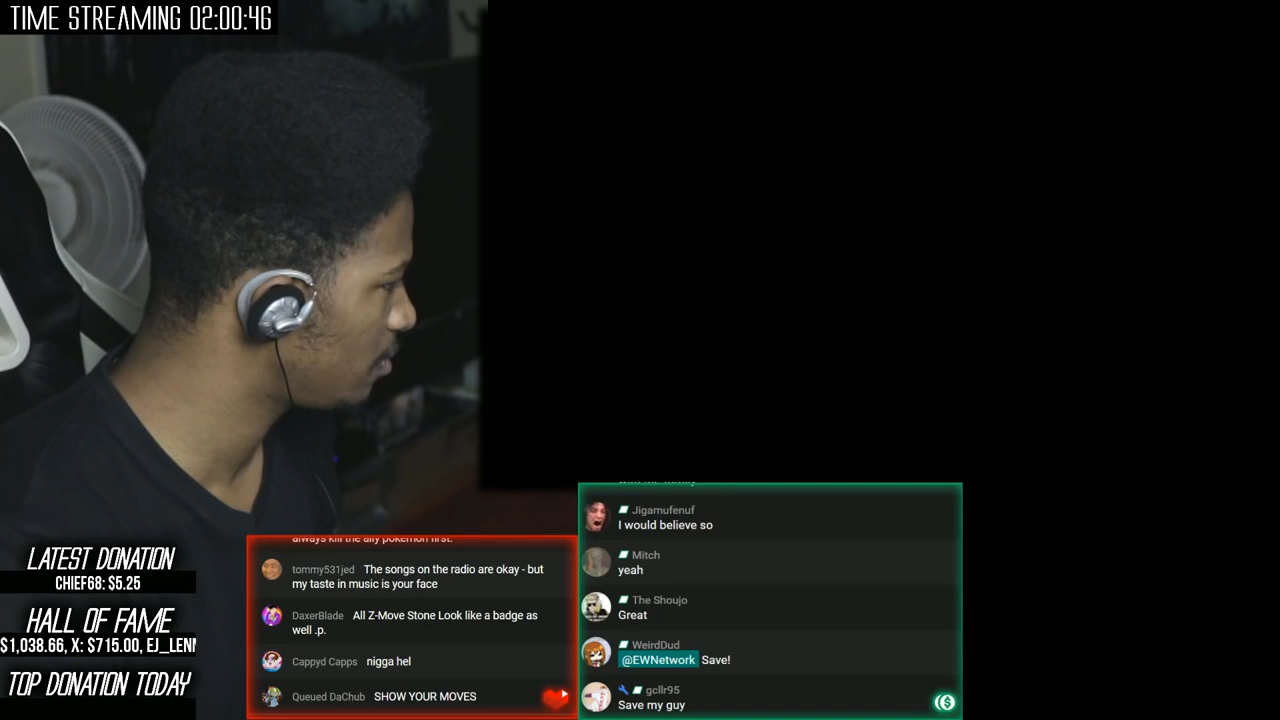 TIME STREAMING 02:00:46
LATEST DONATION
CHIEF68: $5.25
HALL OF FAME
$1,038.66, X: $715.00, EJ_LENN
TOP DONATION TODAY
always kill the ally pokemon first.
tommy531jed The songs on the radio are okay - but
my taste in music is your face
DaxerBlade All Z-Move Stone Look like a badge as
well .p.
Cappyd Capps nigga hel
Queued DaChub SHOW YOUR MOVES
Jigamufenuf
I would believe so
Mitch
yeah
The Shoujo
Great
WeirdDud
@EWNetwork Save!
gcllr95
Save my guy